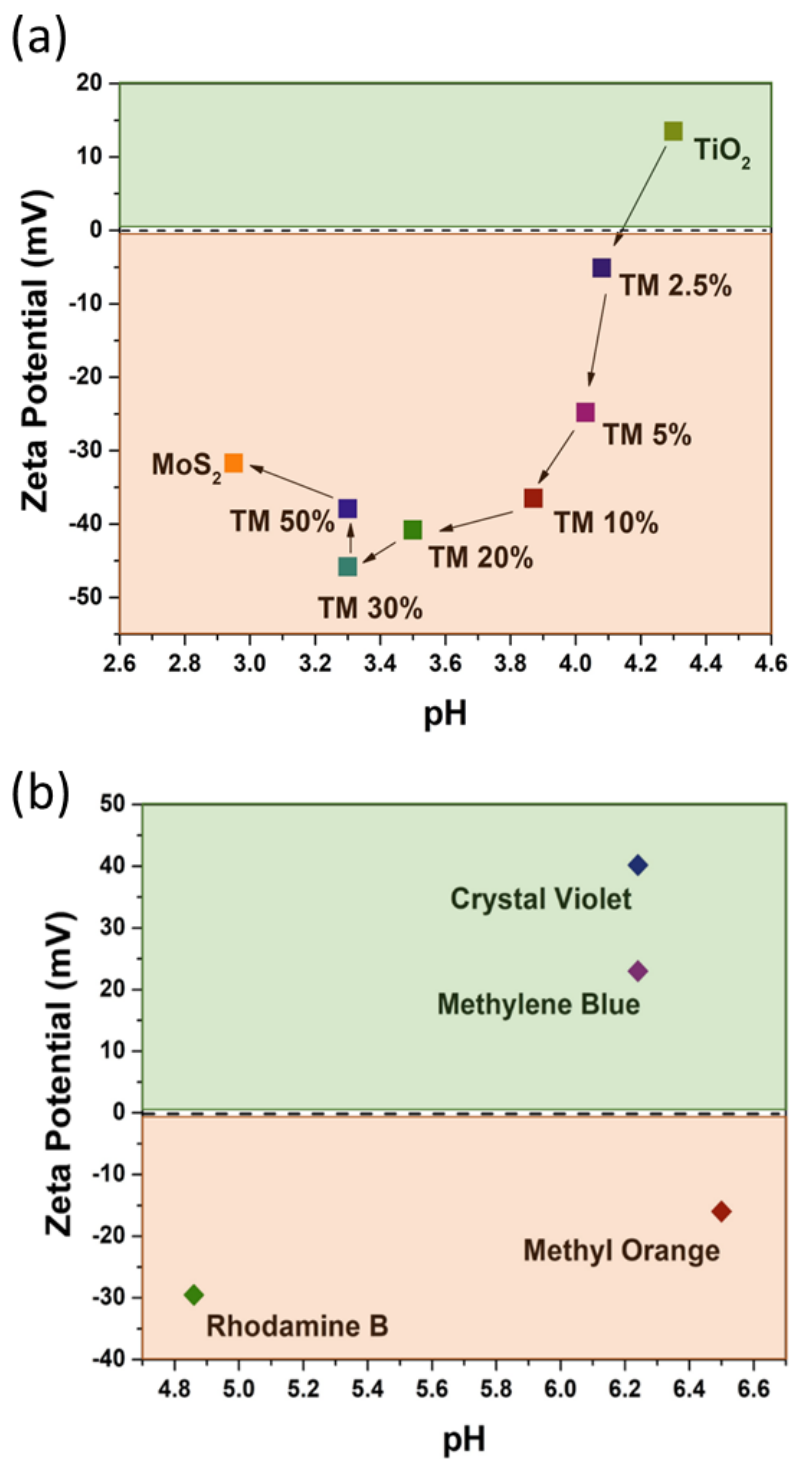 (a)
20
10
0
-10
-20
-30
-40
-50
Zeta Potential (mV)
TiO₂
TM 2.5%
TM 5%
MoS₂
TM 50%
TM 10%
TM 20%
TM 30%
2.6 2.8 3.0 3.2 3.4 3.6 3.8 4.0 4.2 4.4 4.6
pH
(b)
50
40
30
20
10
0
-10
-20
-30
-40
Zeta Potential (mV)
Crystal Violet
Methylene Blue
Methyl Orange
Rhodamine B
4.8 5.0 5.2 5.4 5.6 5.8 6.0 6.2 6.4 6.6
pH